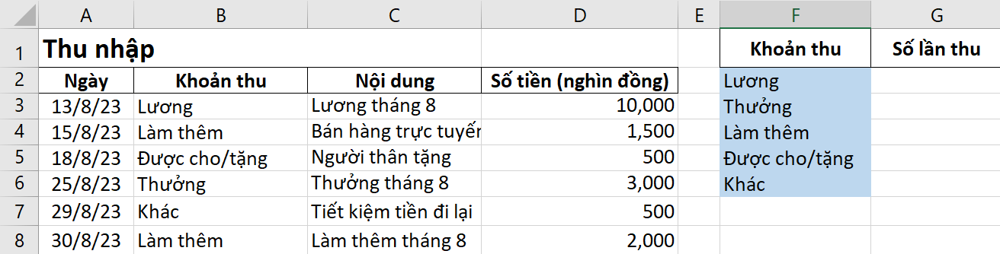 A B C D E F G
1 Thu nhập Khoản thu Số lần thu
2 Ngày Khoản thu Nội dung Số tiền (nghìn đồng) Lương
3 13/8/23 Lương Lương tháng 8 10,000 Thưởng
4 15/8/23 Làm thêm Bán hàng trực tuyến 1,500 Làm thêm
5 18/8/23 Được cho/tặng Người thân tặng 500 Được cho/tặng
6 25/8/23 Thưởng Thưởng tháng 8 3,000 Khác
7 29/8/23 Khác Tiết kiệm tiền đi lại 500
8 30/8/23 Làm thêm Làm thêm tháng 8 2,000